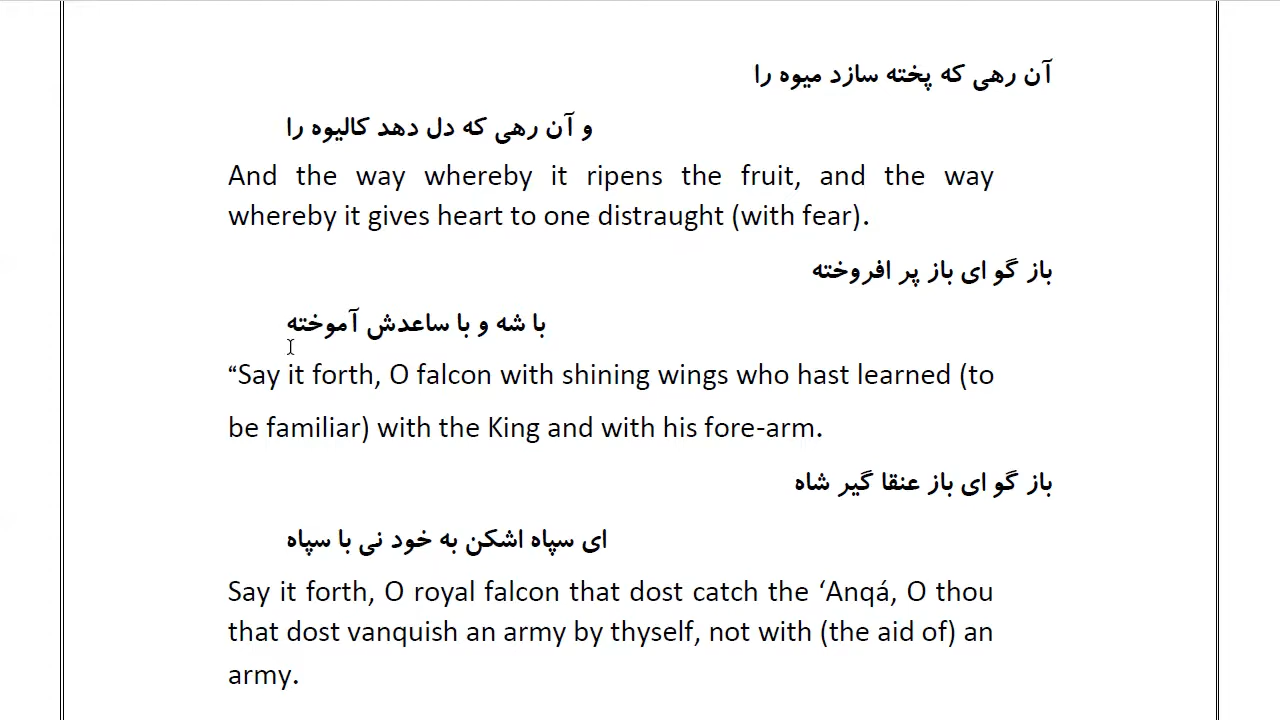 آن رهی که پخته سازد میوه را
و آن رهی که دل دهد کالیوه را
And the way whereby it ripens the fruit, and the way
whereby it gives heart to one distraught (with fear).
باز گو ای باز پر افروخته
با شه و با ساعدش آموخته
“Say it forth, O falcon with shining wings who hast learned (to
be familiar) with the King and with his fore-arm.
باز گو ای باز عنقا گیر شاه
ای سپاه اشکن به خود نی با سپاه
Say it forth, O royal falcon that dost catch the ‘Anqá, O thou
that dost vanquish an army by thyself, not with (the aid of) an
army.